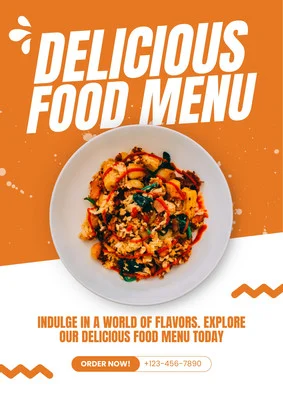 DELICIOUS
FOOD MENU
INDULGE IN A WORLD OF FLAVORS. EXPLORE
OUR DELICIOUS FOOD MENU TODAY
ORDER NOW! +123-456-7890